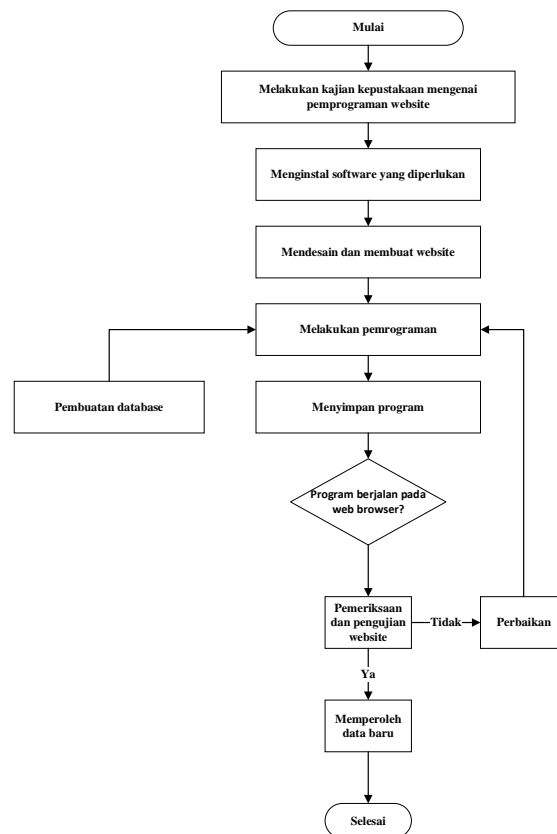 Mulai
Melakukan kajian kepustakaan mengenai
pemprograman website
Menginstal software yang diperlukan
Mendesain dan membuat website
Melakukan pemrograman
Pembuatan database
Menyimpan program
Program berjalan pada
web browser?
Pemeriksaan
dan pengujian
website
Tidak
Perbaikan
Ya
Memperoleh
data baru
Selesai